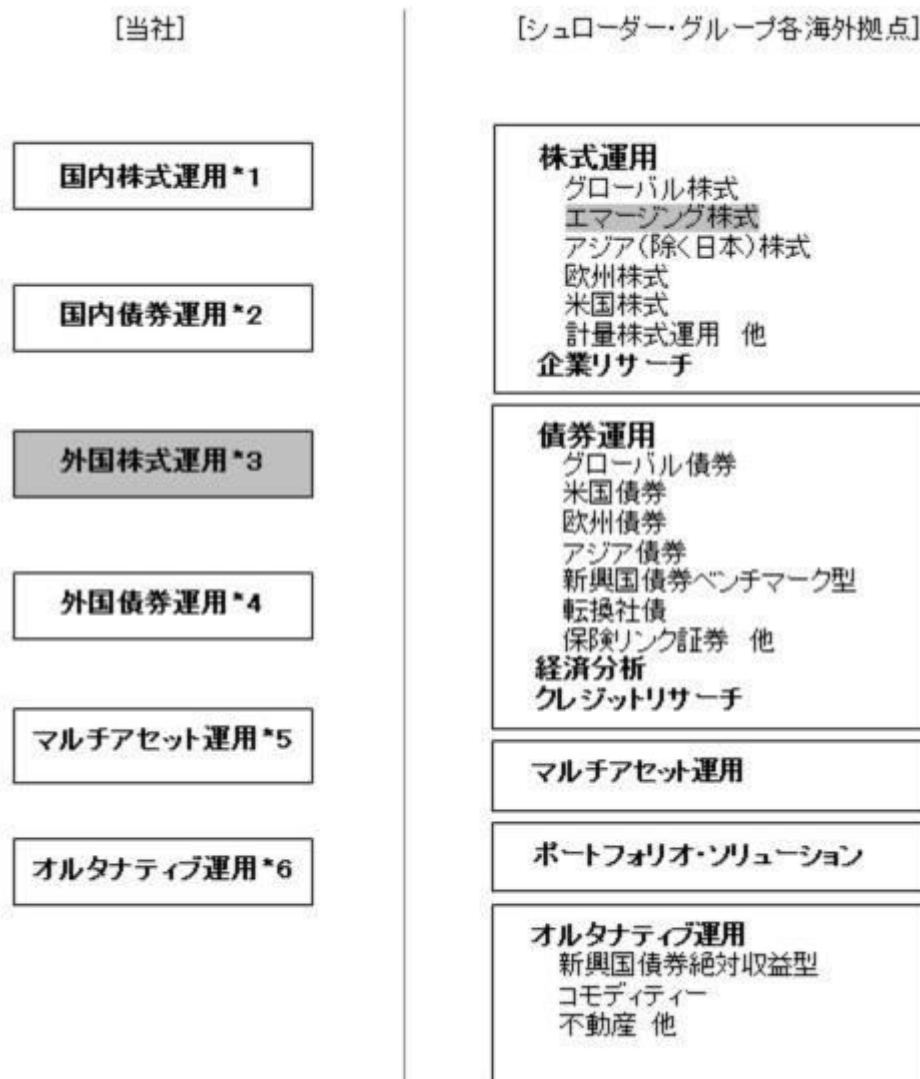 [当社]
国内株式運用*1
国内債券運用*2
外国株式運用*3
外国債券運用*4
マルチアセット運用*5
オルタナティブ運用*6
[シュローダー・グループ各海外拠点]
株式運用
グローバル株式
エマージング株式
アジア(除く日本)株式
欧州株式
米国株式
計量株式運用 他
企業リサーチ
債券運用
グローバル債券
米国債券
欧州債券
アジア債券
新興国債券ベンチマーク型
転換社債
保険リンク証券 他
経済分析
クレジットリサーチ
マルチアセット運用
ポートフォリオ・ソリューション
オルタナティブ運用
新興国債券絶対収益型
コモディティー
不動産 他